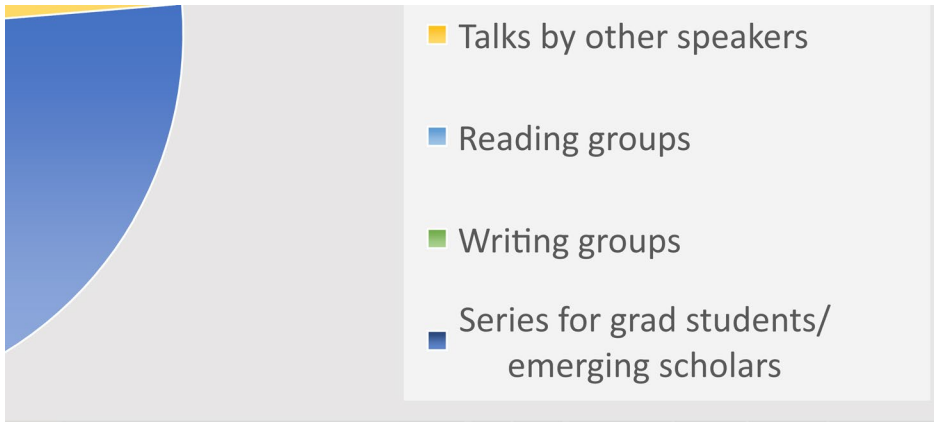 Talks by other speakers
Reading groups
Writing groups
Series for grad students/
emerging scholars